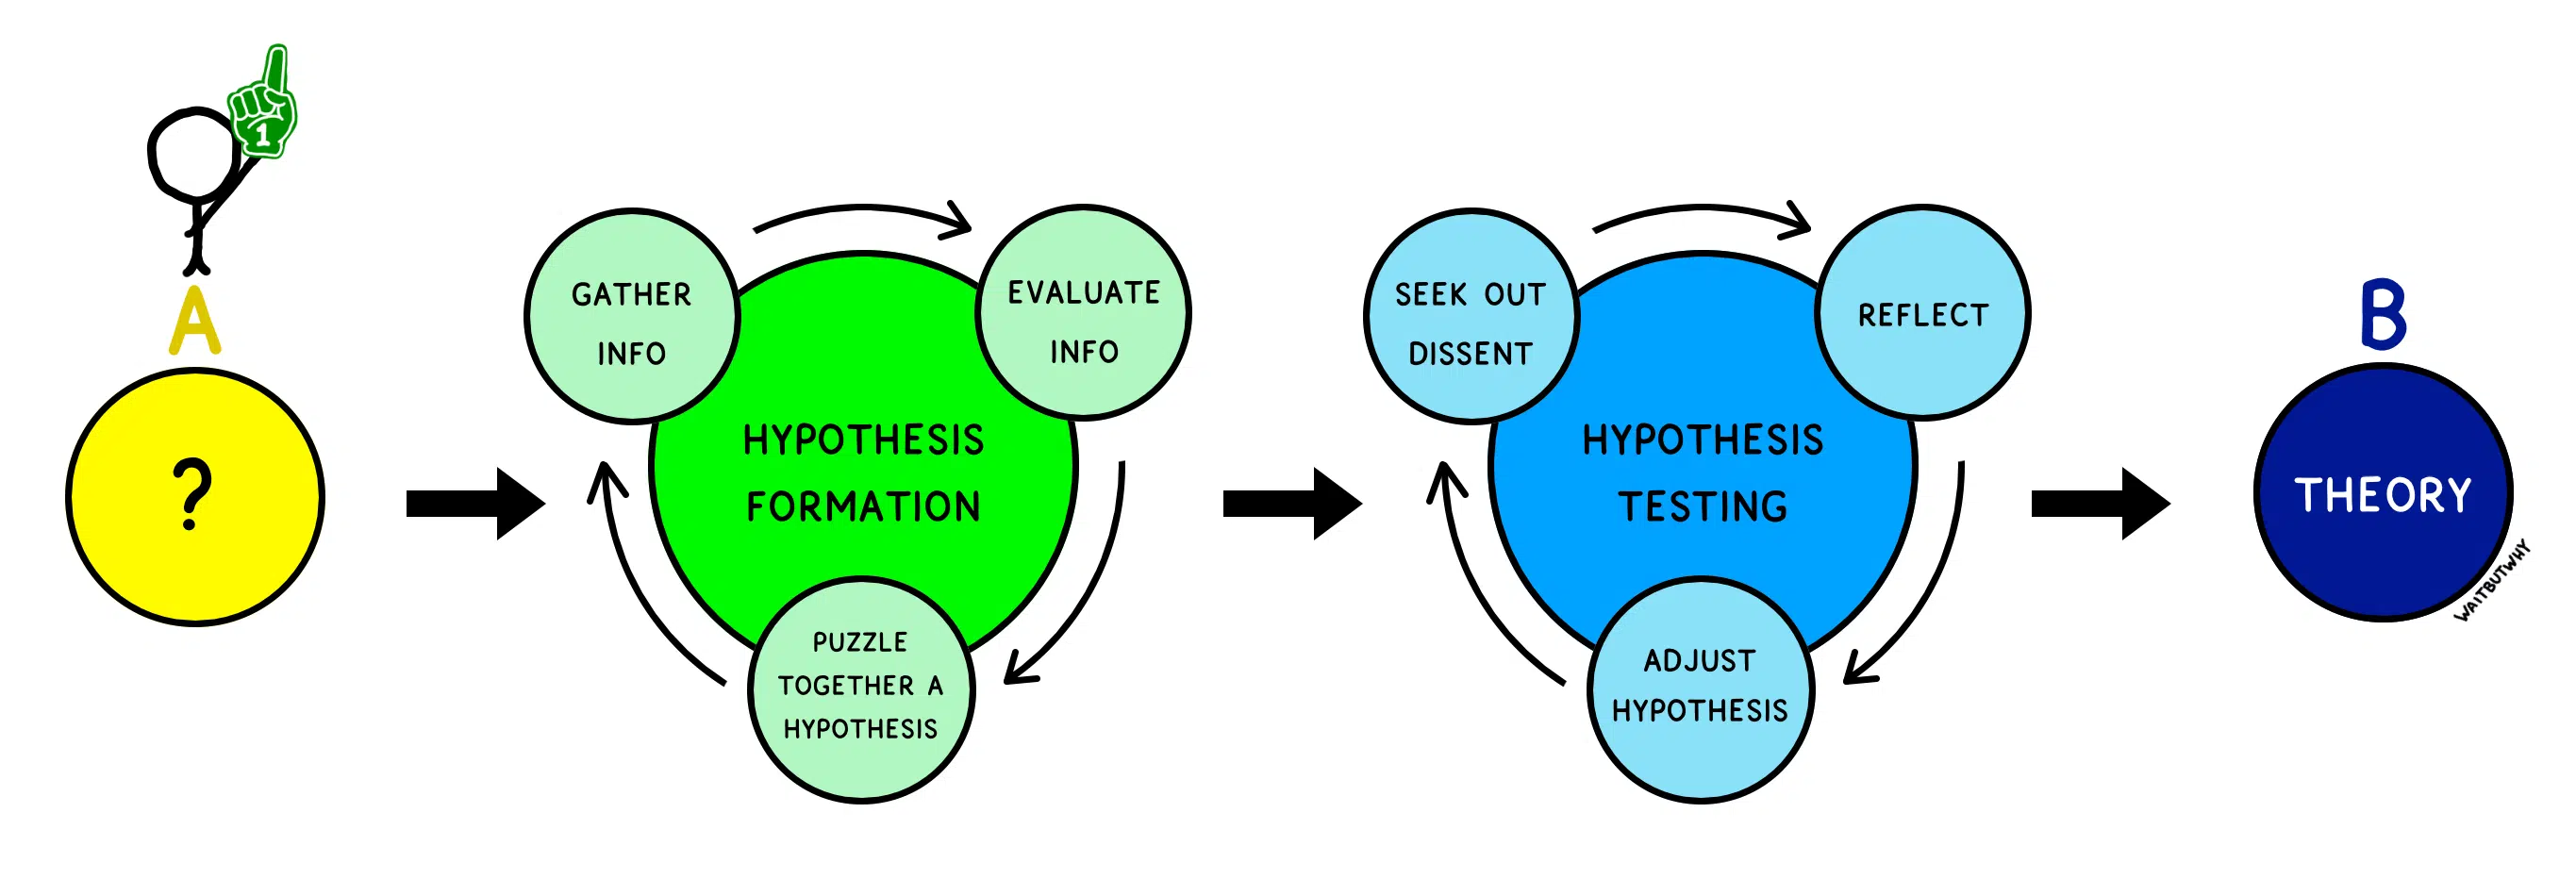 1
A
?
GATHER
INFO
EVALUATE
INFO
HYPOTHESIS
FORMATION
PUZZLE
TOGETHER A
HYPOTHESIS
SEEK OUT
DISSENT
REFLECT
HYPOTHESIS
TESTING
ADJUST
HYPOTHESIS
B
THEORY
WAITBUTWHY